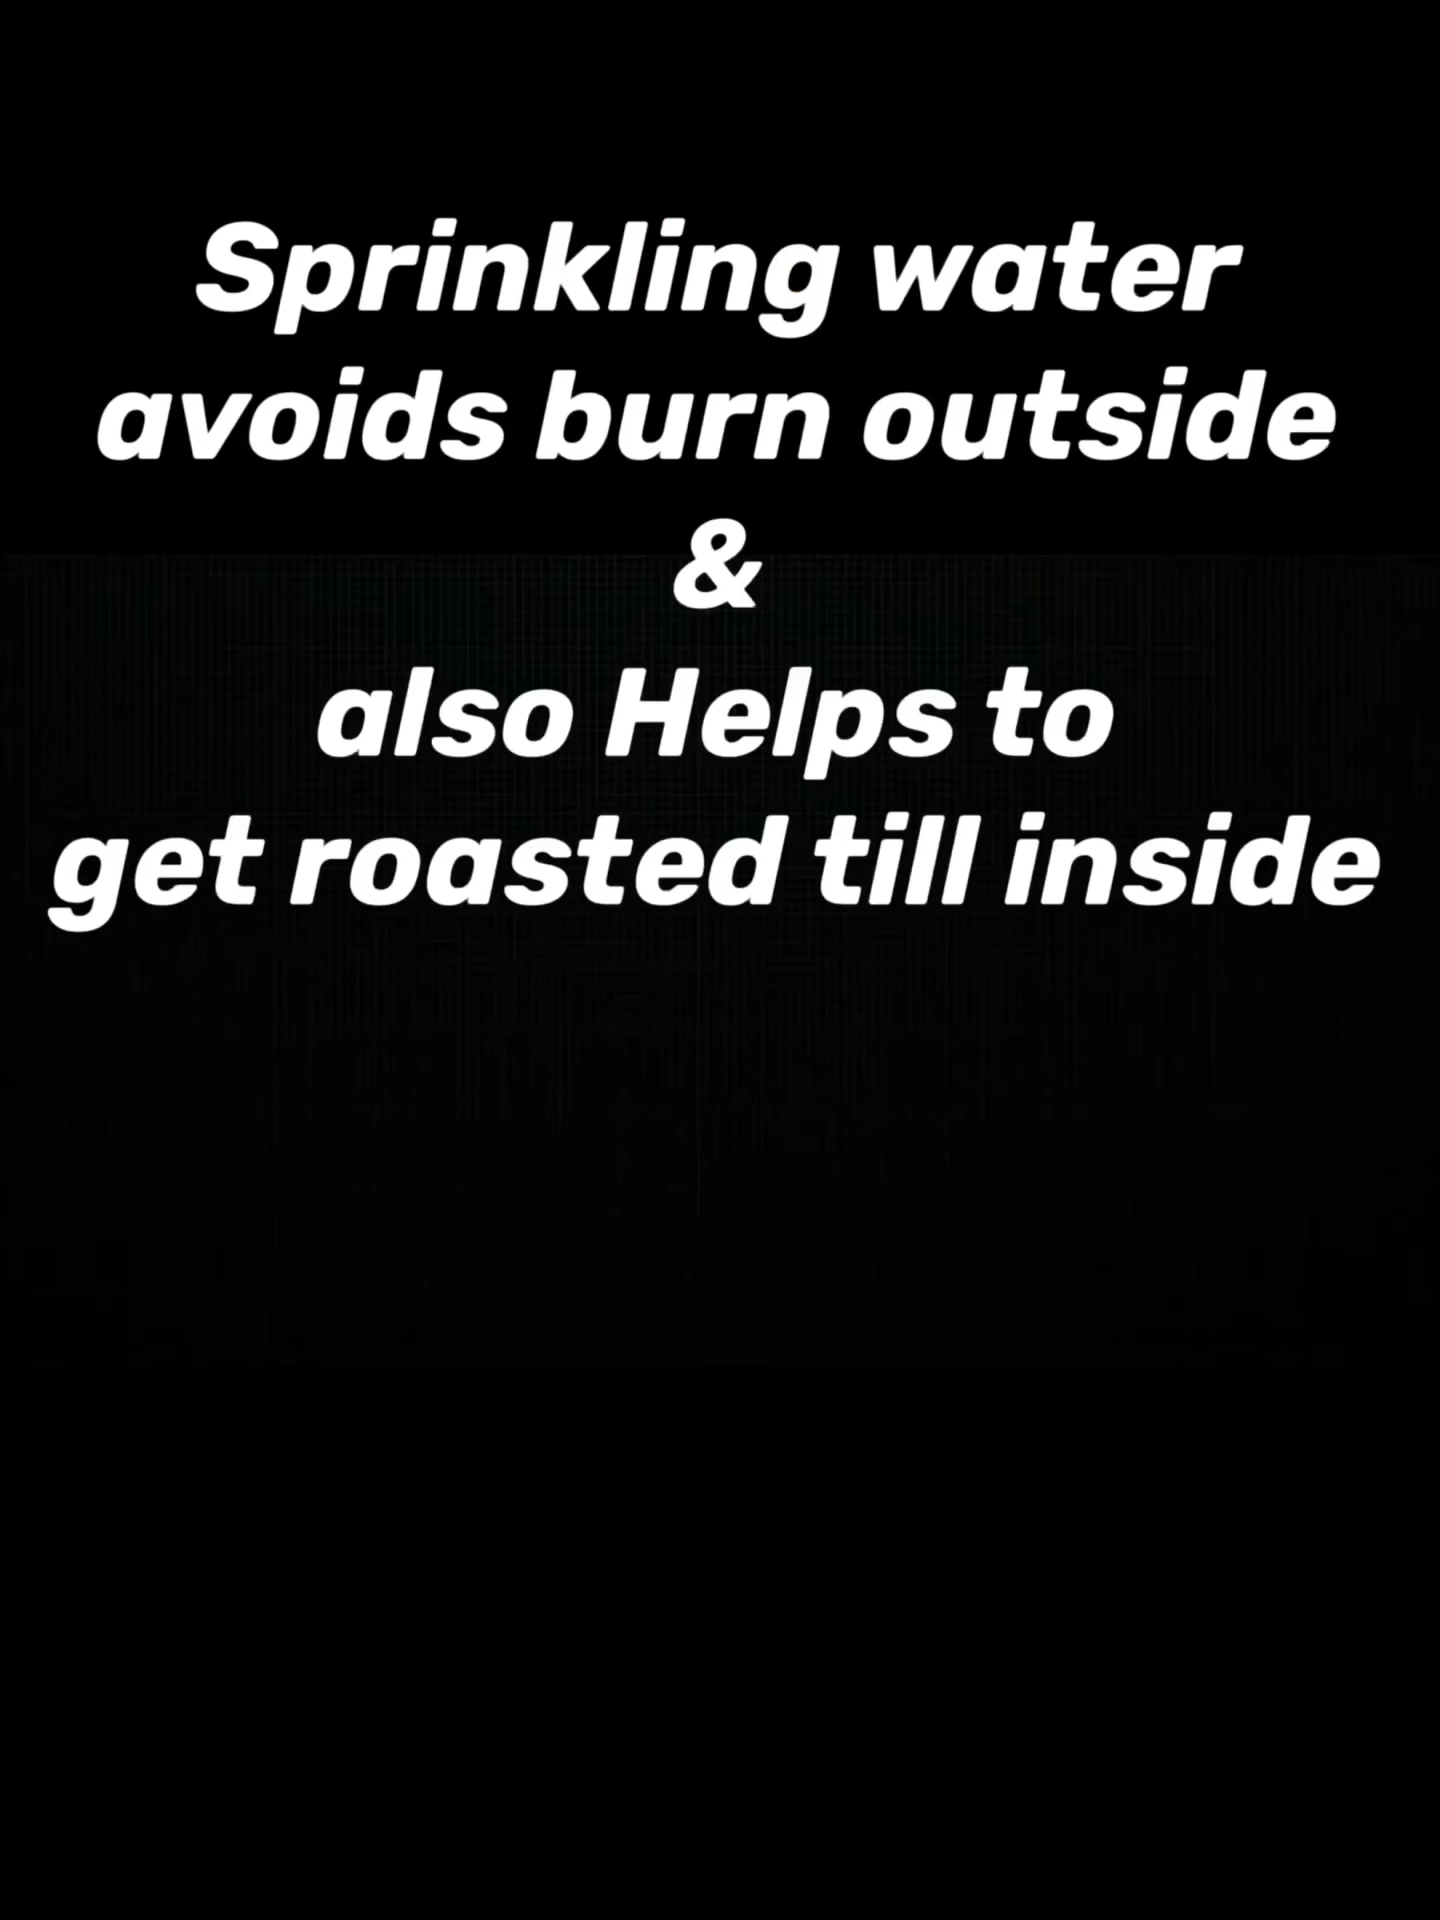 Sprinkling water
avoids burn outside
&
also Helps to
get roasted till inside